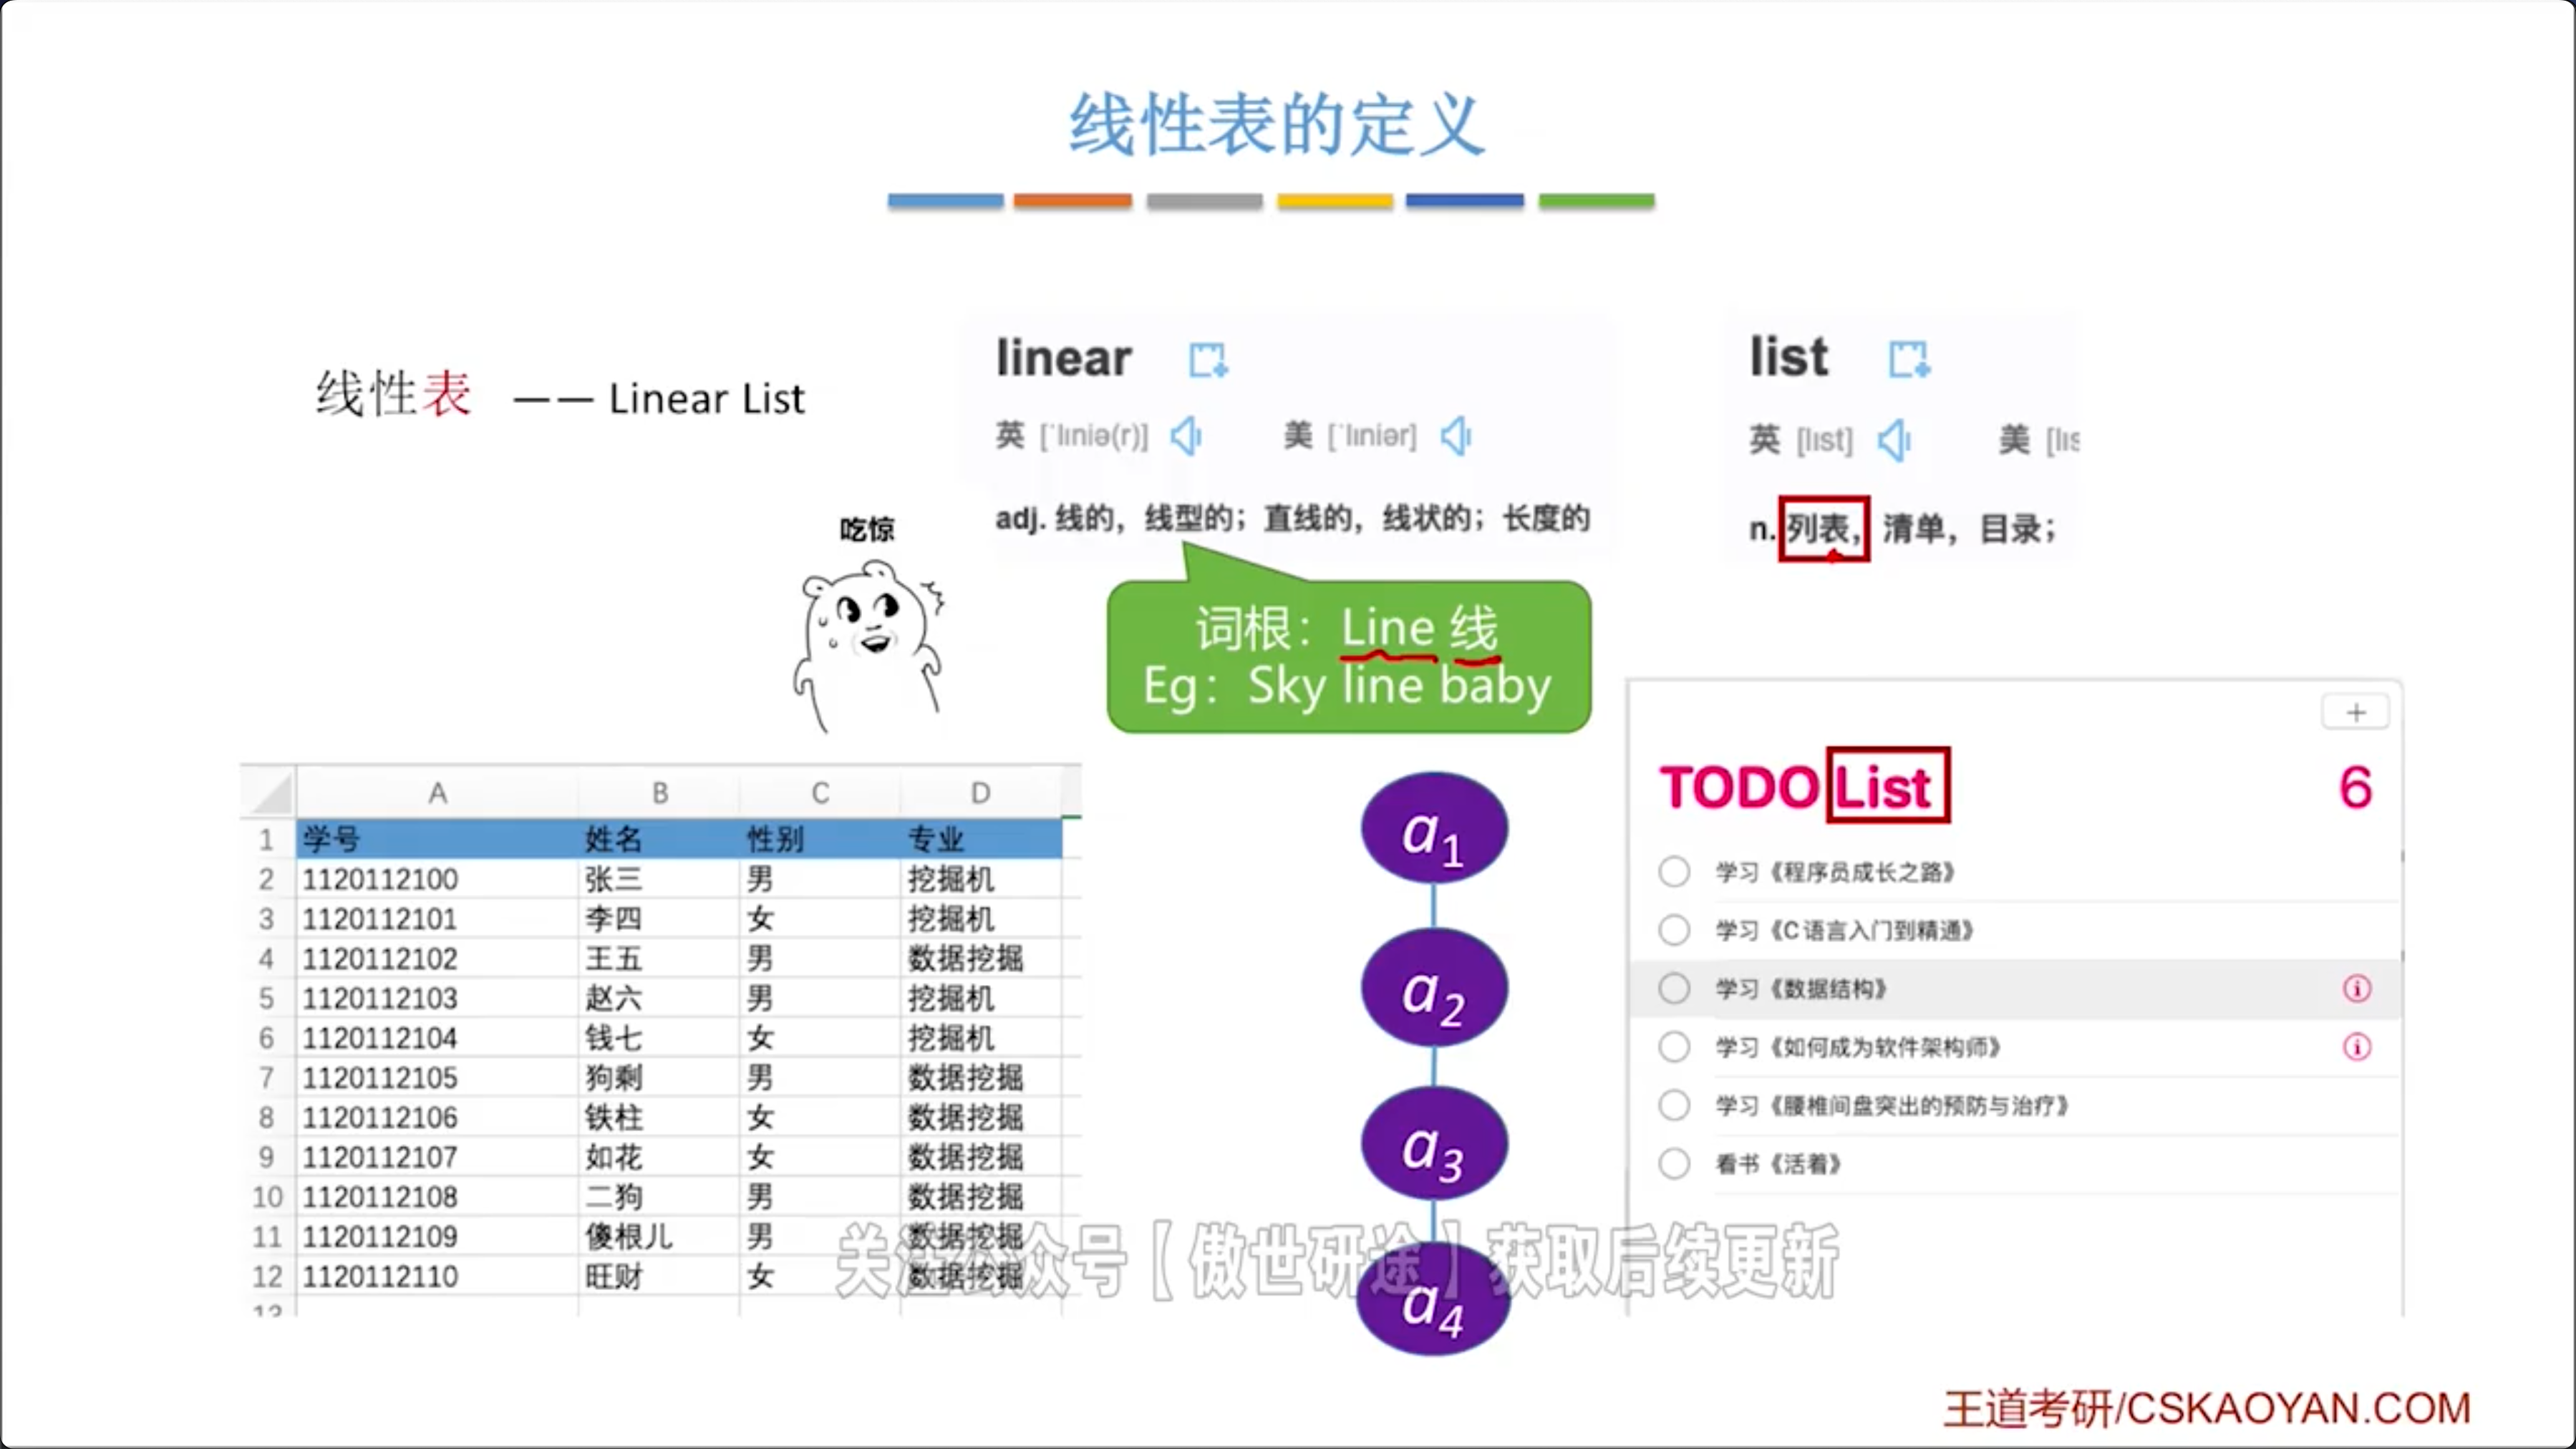 线性表的定义
线性表 —— Linear List
linear
英 [ˈlɪniə(r)] 美 [ˈlɪniər]
adj. 线的，线型的；直线的，线状的；长度的
list
英 [lɪst] 美 [lɪs
n. 列表，清单，目录；
吃惊
词根：Line 线
Eg：Sky line baby
A B C D
1 学号 姓名 性别 专业
2 1120112100 张三 男 挖掘机
3 1120112101 李四 女 挖掘机
4 1120112102 王五 男 数据挖掘
5 1120112103 赵六 男 挖掘机
6 1120112104 钱七 女 挖掘机
7 1120112105 狗剩 男 数据挖掘
8 1120112106 铁柱 女 数据挖掘
9 1120112107 如花 女 数据挖掘
10 1120112108 二狗 男 数据挖掘
11 1120112109 傻根儿 男 数据挖掘
12 1120112110 旺财 女 数据挖掘
13
a1
a2
a3
a4
+
TODO List 6
学习《程序员成长之路》
学习《C语言入门到精通》
学习《数据结构》
学习《如何成为软件架构师》
学习《腰椎间盘突出的预防与治疗》
看书《活着》
关注公众号【傲世研途】获取后续更新
王道考研/CSKAOYAN.COM